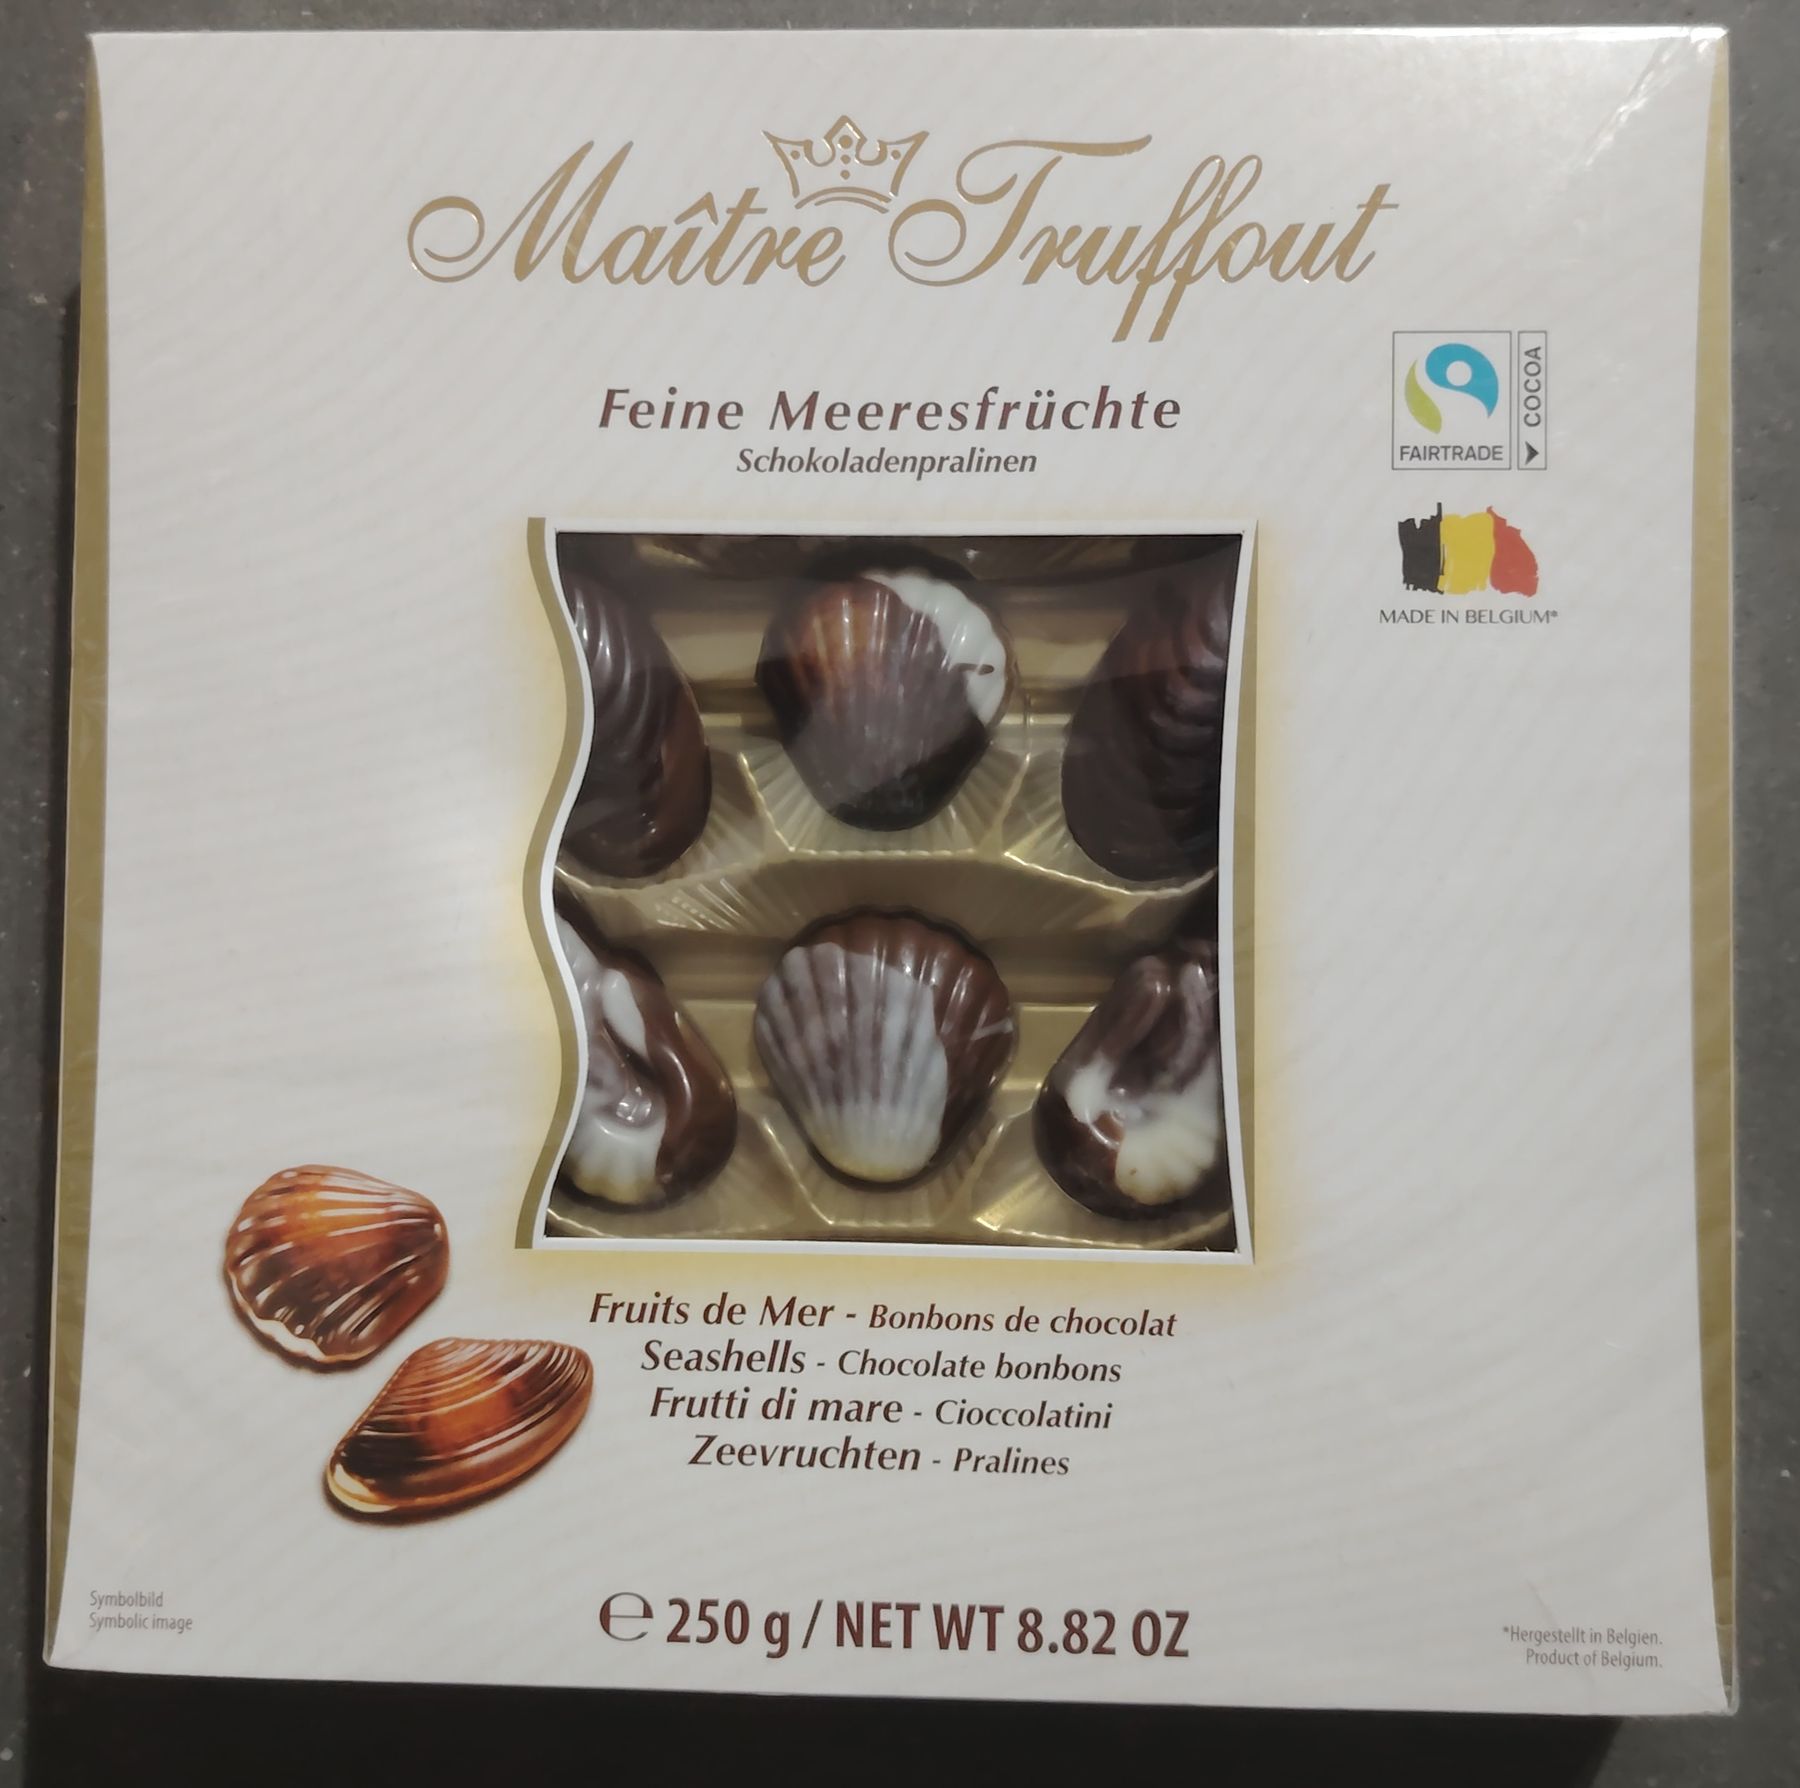 Maître Truffout
Feine Meeresfrüchte
Schokoladenpralinen
FAIRTRADE
COCOA
MADE IN BELGIUM*
Fruits de Mer - Bonbons de chocolat
Seashells - Chocolate bonbons
Frutti di mare - Cioccolatini
Zeevruchten - Pralines
Symbolbild
Symbolic image
℮ 250 g / NET WT 8.82 OZ
*Hergestellt in Belgien.
Product of Belgium.